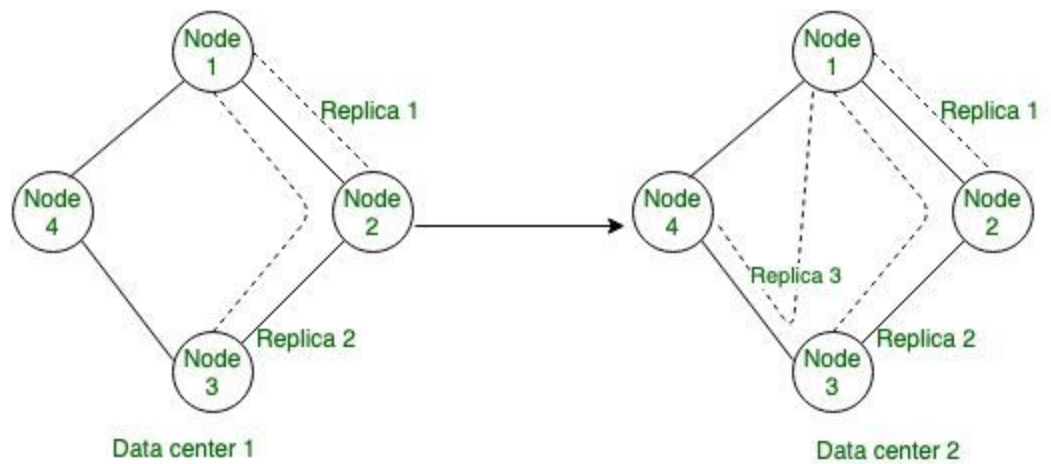 Node
1
Replica 1
Node
4
Node
2
Replica 2
Node
3
Data center 1
Node
1
Replica 1
Node
4
Node
2
Replica 3
Replica 2
Node
3
Data center 2